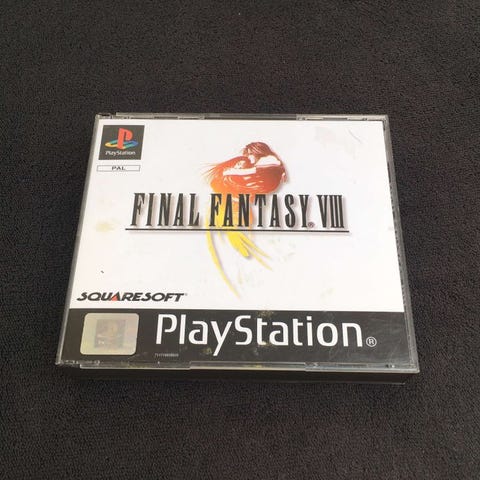 PlayStation
PAL
FINAL FANTASY. VIII
SQUARESOFT
PlayStation®